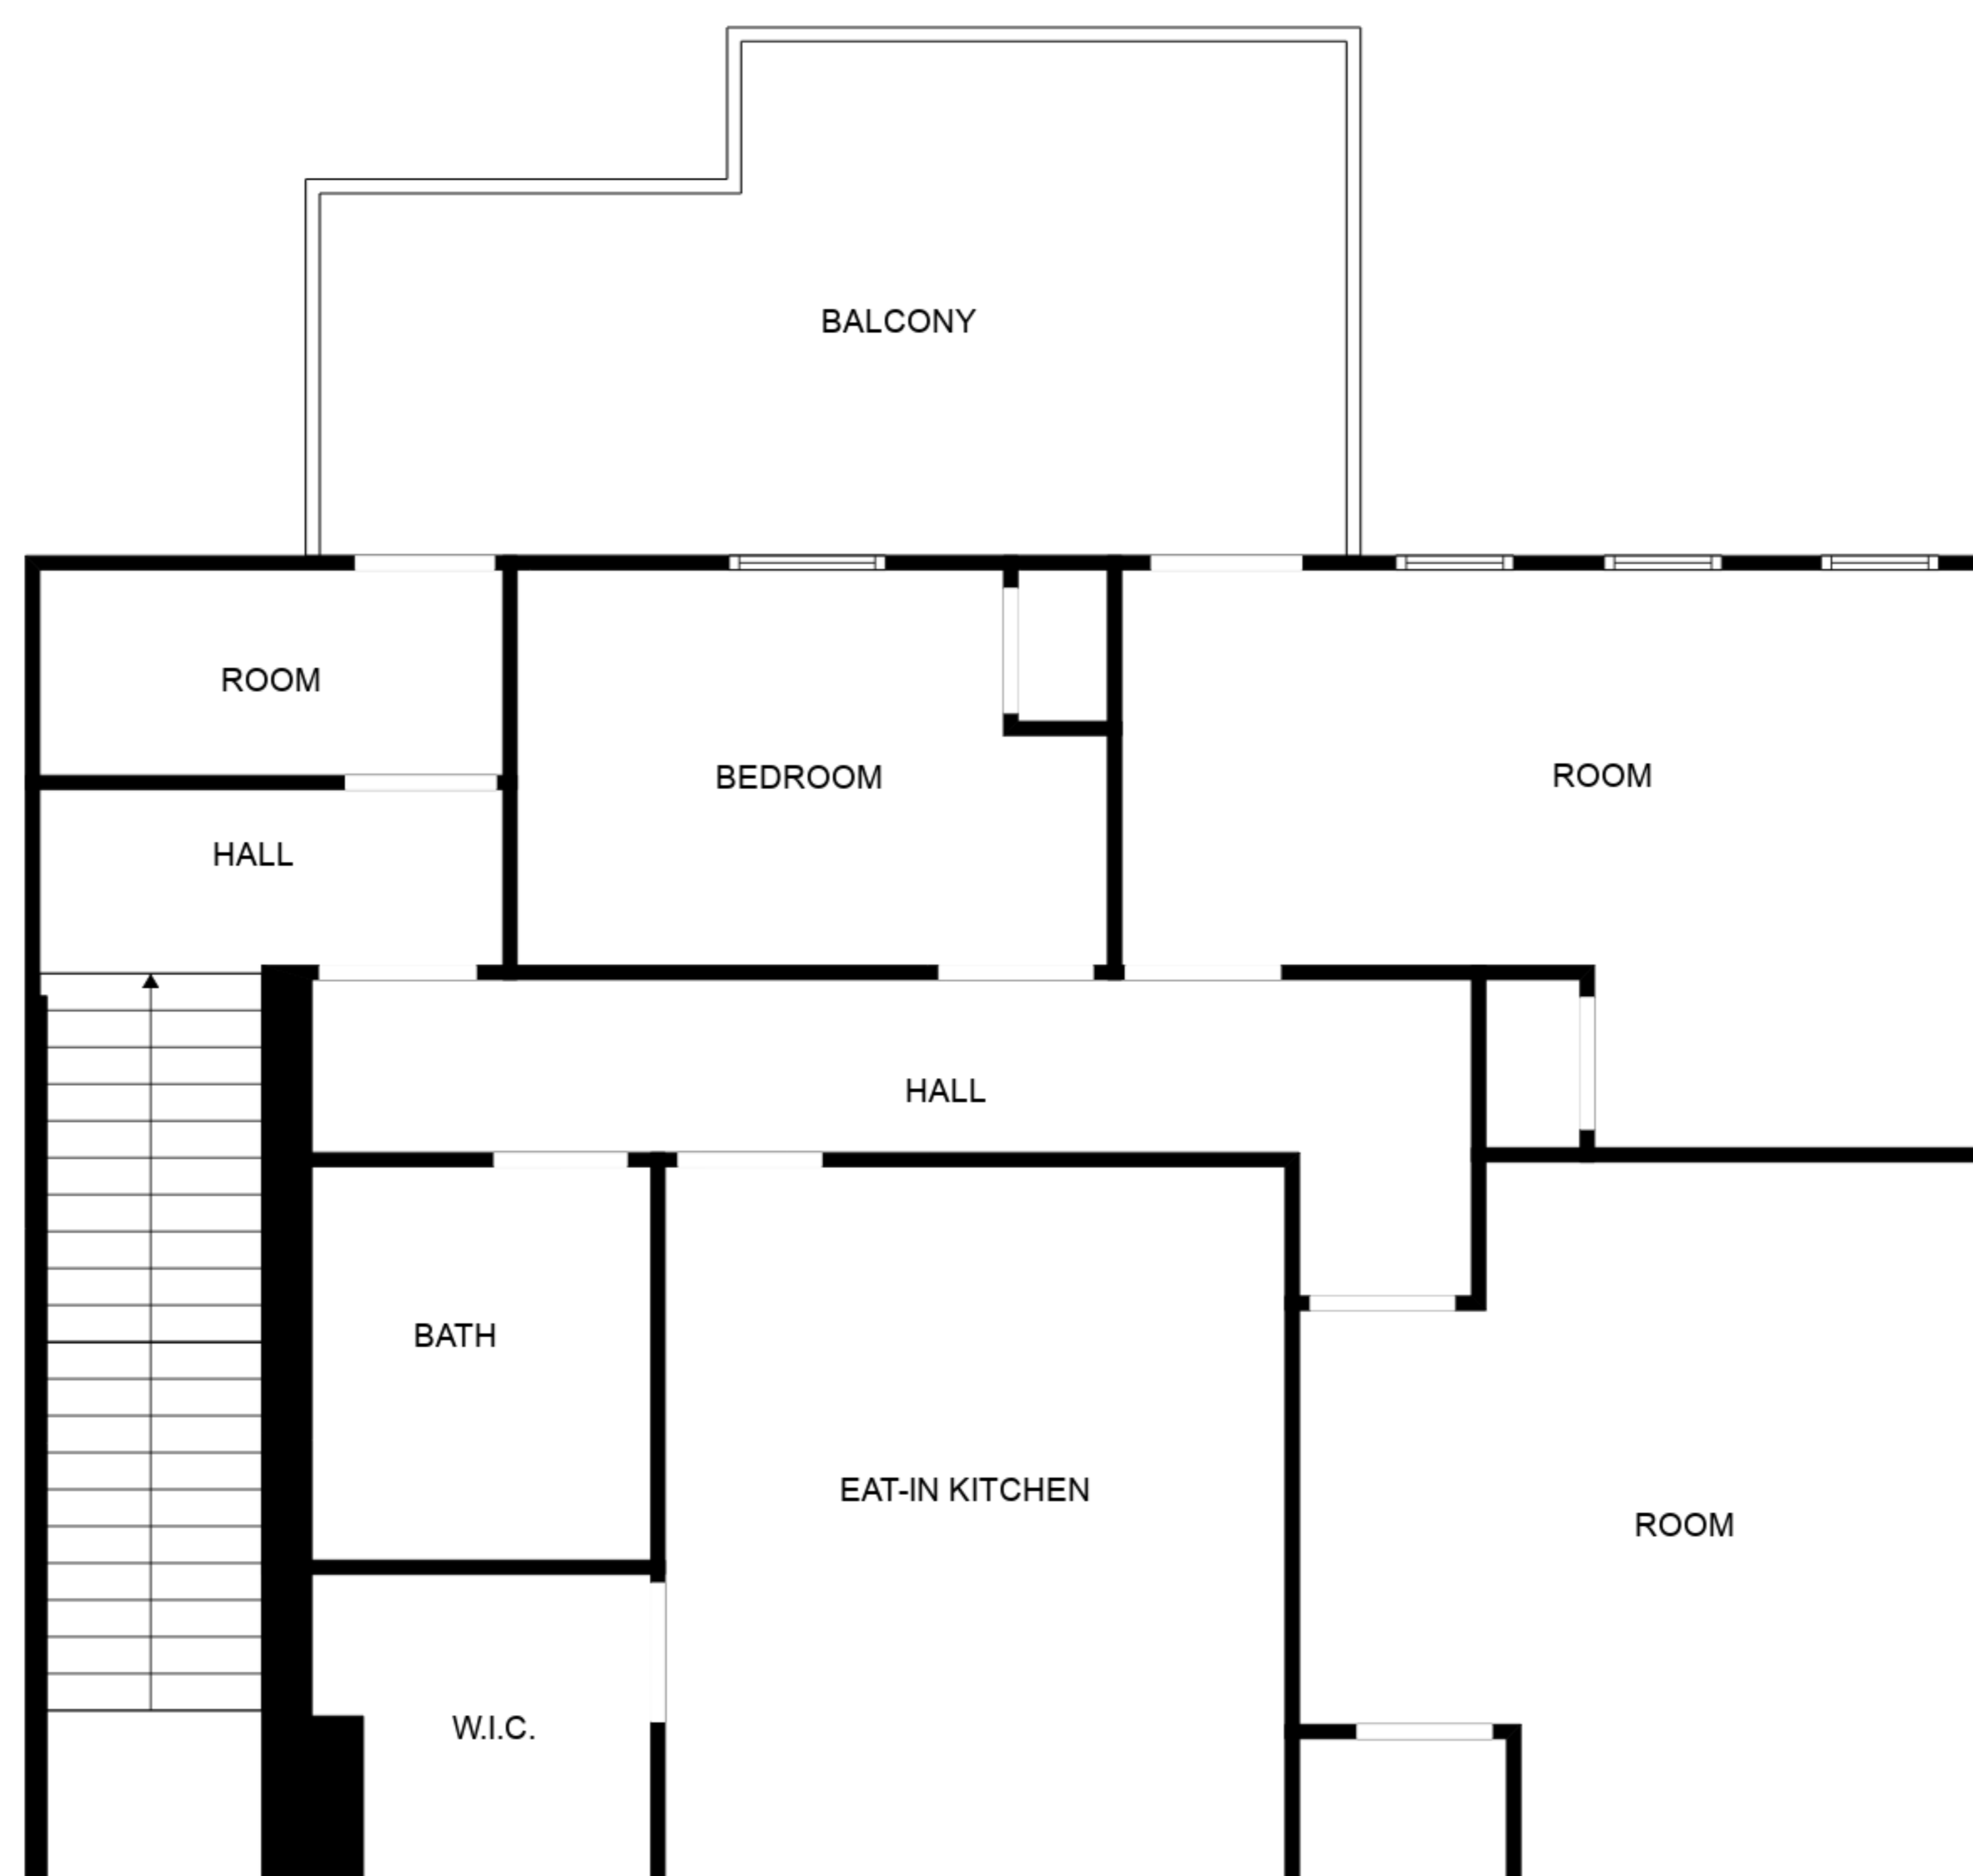 BALCONY
ROOM
BEDROOM
ROOM
HALL
HALL
BATH
EAT-IN KITCHEN
ROOM
W.I.C.